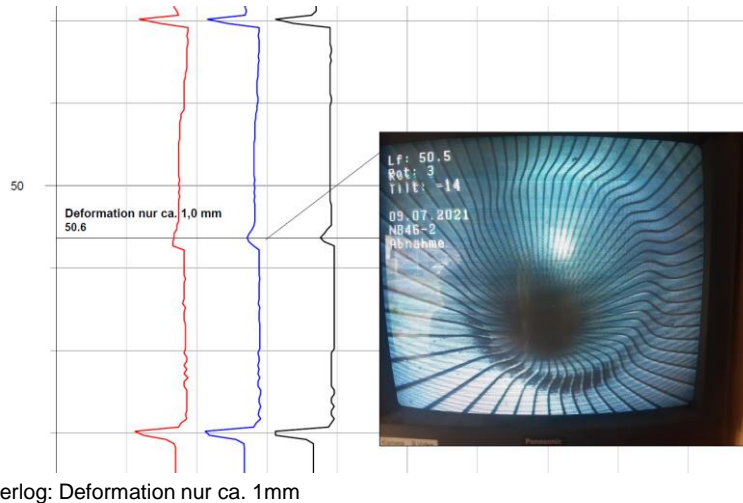 50
Deformation nur ca. 1,0 mm
50.6
Lf: 50.5
Rot: 3
Tilt: -14
09.07.2021
NB46-2
Abnahme
Panasonic
erlog: Deformation nur ca. 1mm